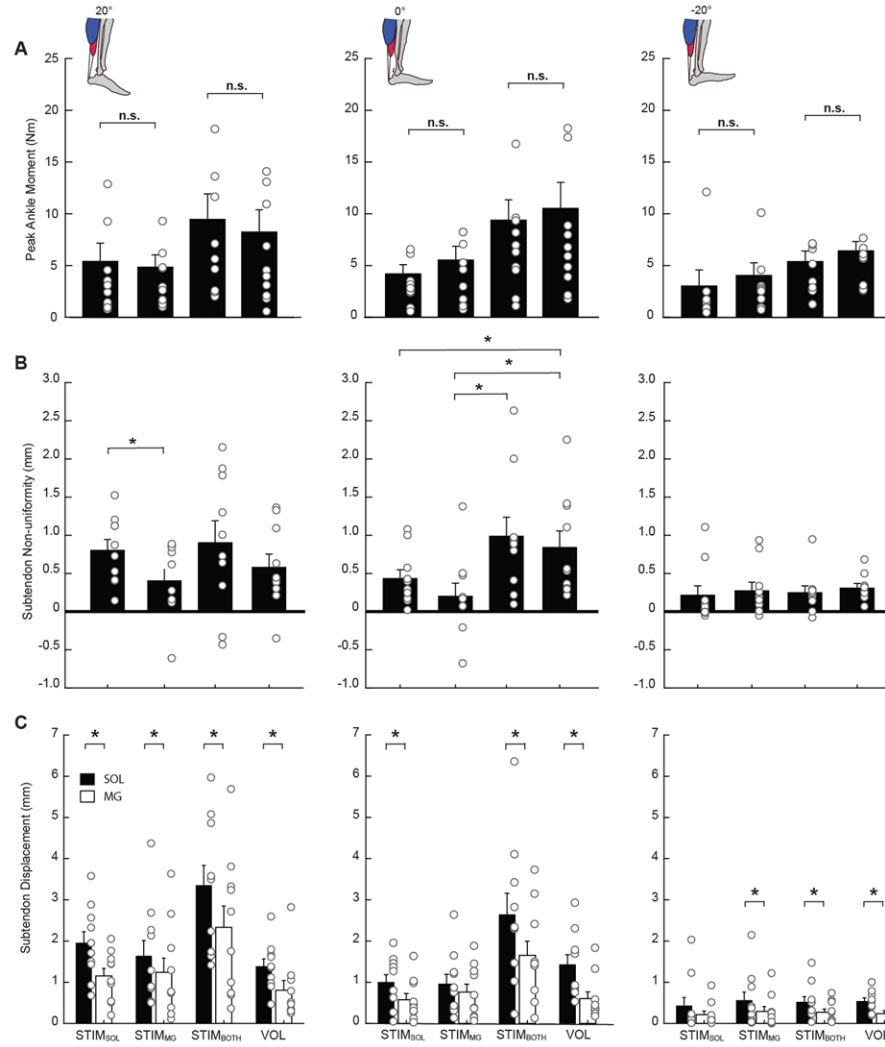 20° 0° -20°
A
25 25 25
20 20 20
15 15 15
10 10 10
5 5 5
0 0 0
Peak Ankle Moment (Nm)
n.s. n.s. n.s. n.s. n.s. n.s.
B
* * * *
3.0 3.0 3.0
2.5 2.5 2.5
2.0 2.0 2.0
1.5 1.5 1.5
1.0 1.0 1.0
0.5 0.5 0.5
0 0 0
-0.5 -0.5 -0.5
-1.0 -1.0 -1.0
Subtendon Non-uniformity (mm)
C
7 7 7
6 6 6
5 5 5
4 4 4
3 3 3
2 2 2
1 1 1
0 0 0
Subtendon Displacement (mm)
* * * * * * * * * *
SOL
MG
STIMSOL STIMMG STIMBOTH VOL STIMSOL STIMMG STIMBOTH VOL STIMSOL STIMMG STIMBOTH VOL